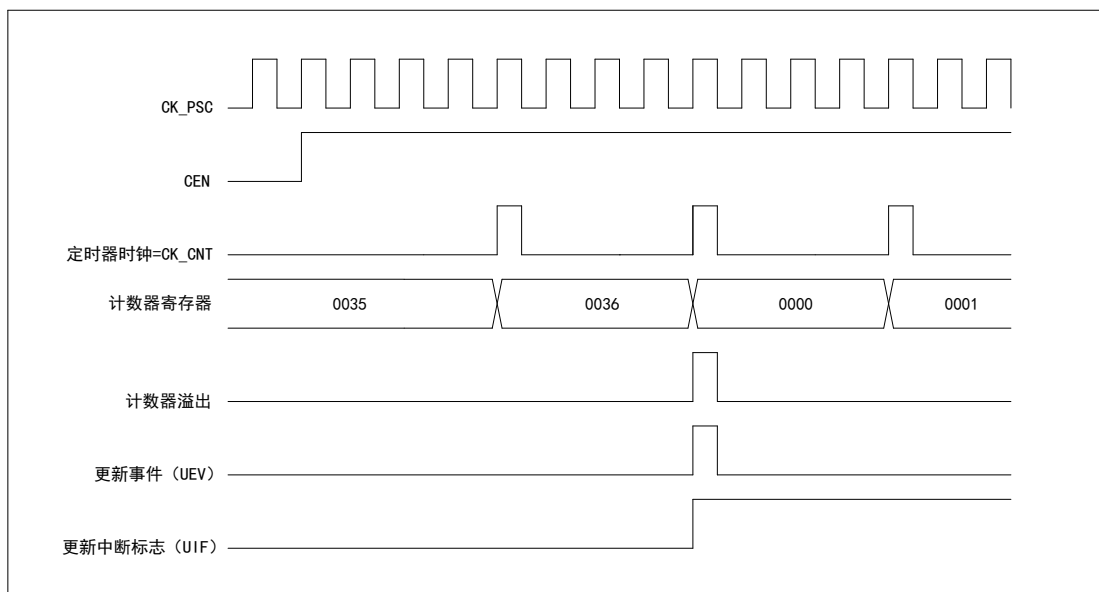 CK_PSC
CEN
定时器时钟=CK_CNT
计数器寄存器 0035 0036 0000 0001
计数器溢出
更新事件（UEV）
更新中断标志（UIF）